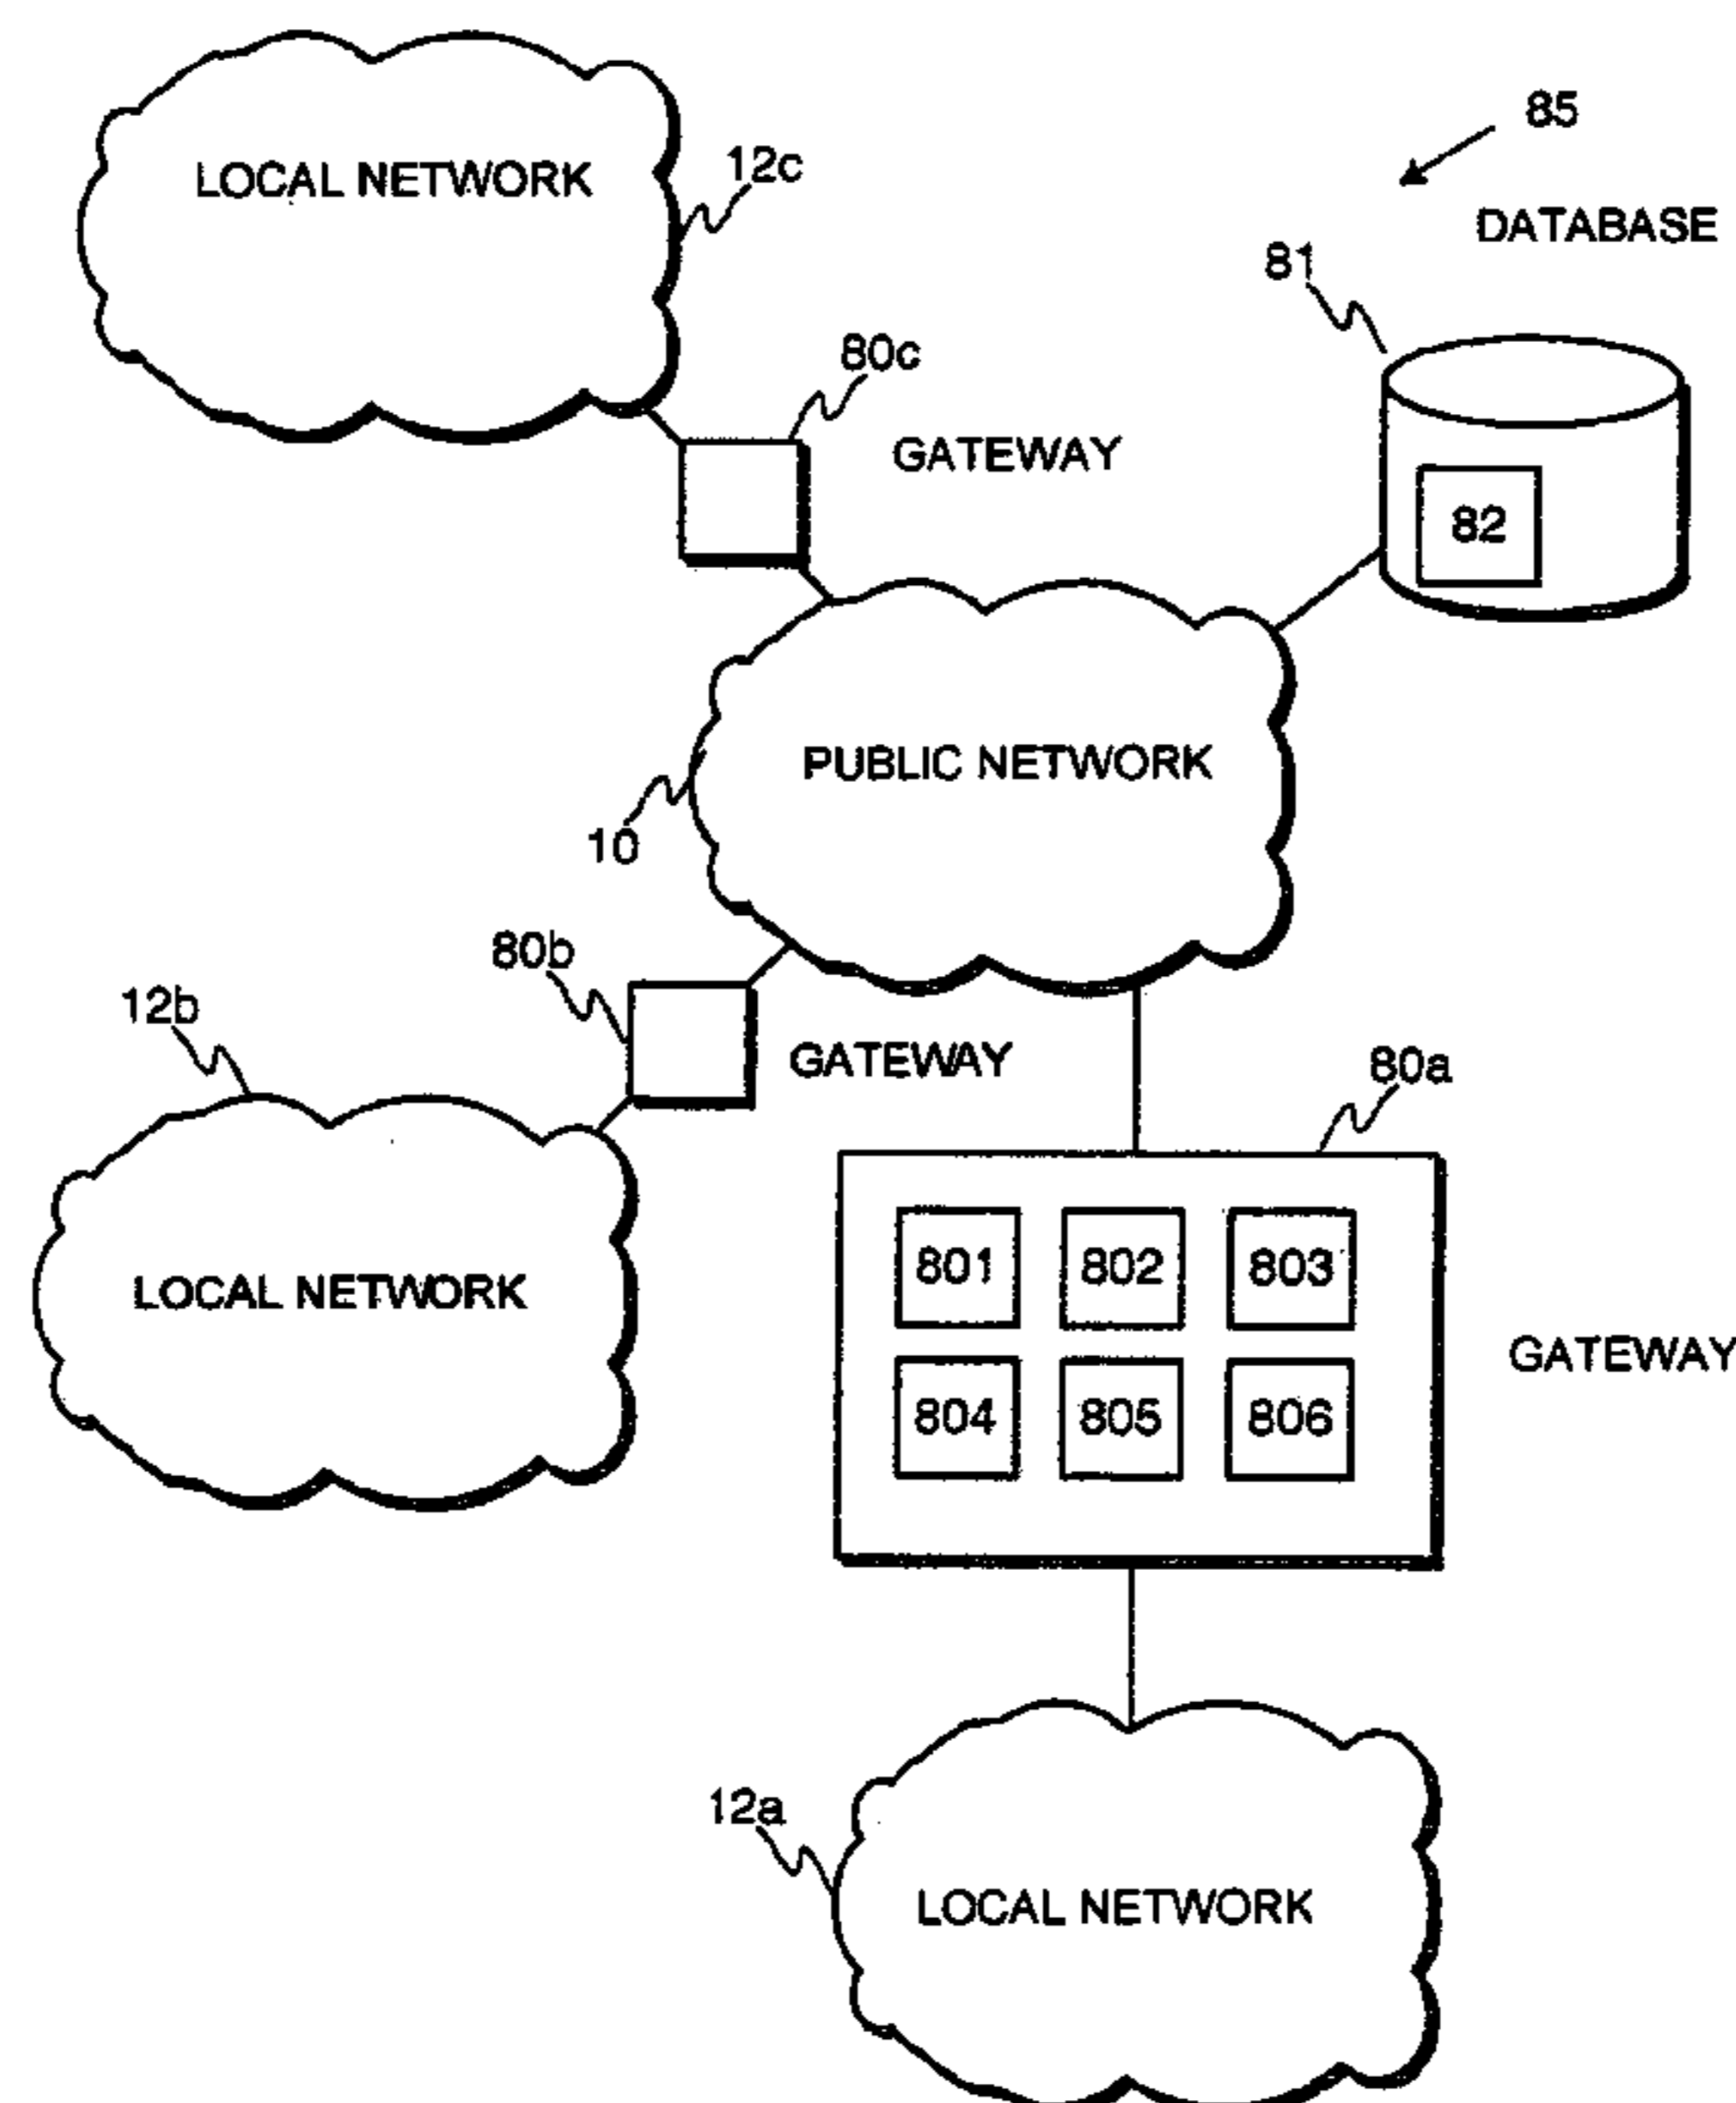 85
LOCAL NETWORK
12c
DATABASE
81
80c
GATEWAY
82
PUBLIC NETWORK
10
80b
12b
GATEWAY
80a
801 802 803
LOCAL NETWORK
GATEWAY
804 805 806
12a
LOCAL NETWORK